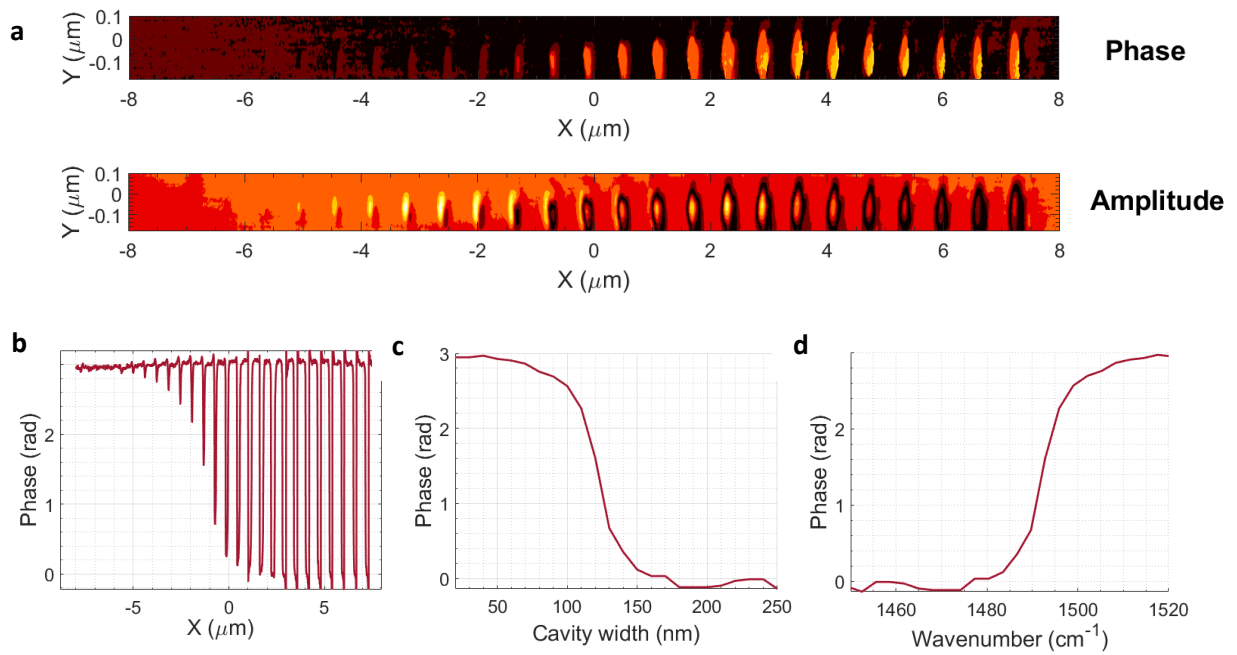 a
0.1
0
-0.1
Y (μm)
-8 -6 -4 -2 0 2 4 6 8
X (μm)
Phase
0.1
0
-0.1
Y (μm)
-8 -6 -4 -2 0 2 4 6 8
X (μm)
Amplitude
b
2
1
0
Phase (rad)
-5 0 5
X (μm)
c
3
2
1
0
Phase (rad)
50 100 150 200 250
Cavity width (nm)
d
2
1
0
Phase (rad)
1460 1480 1500 1520
Wavenumber (cm⁻¹)